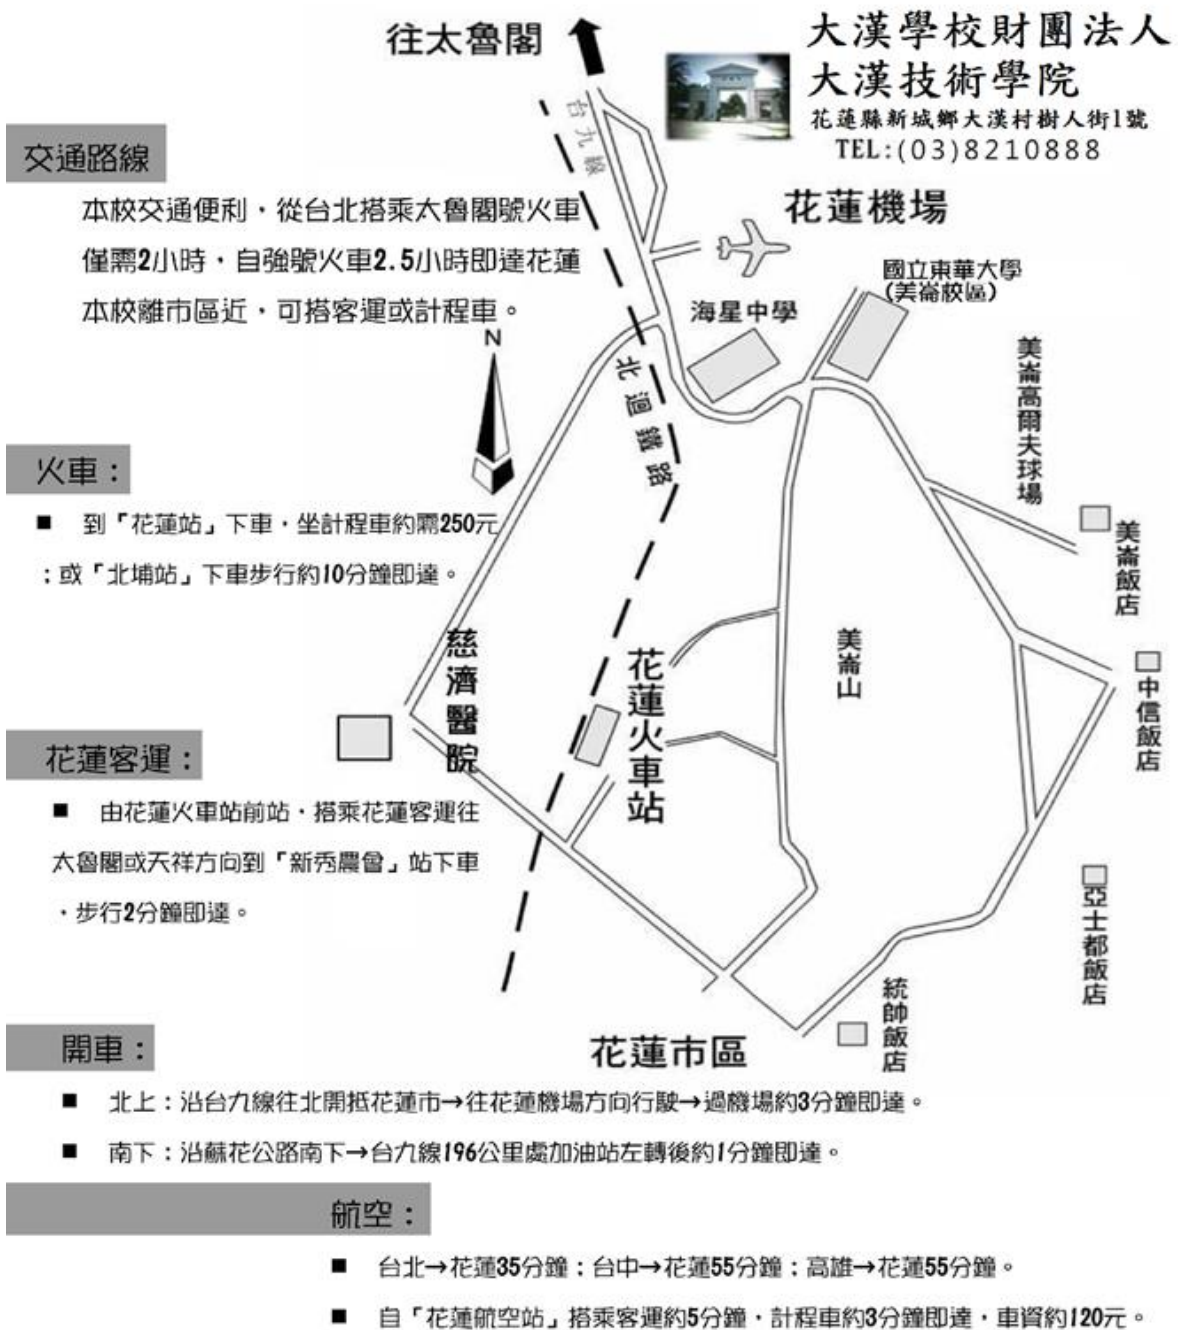 往太魯閣
大漢學校財團法人
大漢技術學院
花蓮縣新城鄉大漢村樹人街1號
TEL:(03)8210888
台九線
交通路線
本校交通便利，從台北搭乘太魯閣號火車
僅需2小時，自強號火車2.5小時即達花蓮
本校離市區近，可搭客運或計程車。
花蓮機場
國立東華大學
(美崙校區)
海星中學
N
北迴鐵路
美崙高爾夫球場
美崙飯店
火車：
■ 到「花蓮站」下車，坐計程車約需250元
；或「北埔站」下車步行約10分鐘即達。
慈濟醫院
花蓮火車站
美崙山
中信飯店
花蓮客運：
■ 由花蓮火車站前站，搭乘花蓮客運往
太魯閣或天祥方向到「新秀農會」站下車
，步行2分鐘即達。
亞士都飯店
統帥飯店
花蓮市區
開車：
■ 北上：沿台九線往北開抵花蓮市→往花蓮機場方向行駛→過機場約3分鐘即達。
■ 南下：沿蘇花公路南下→台九線196公里處加油站左轉後約1分鐘即達。
航空：
■ 台北→花蓮35分鐘；台中→花蓮55分鐘；高雄→花蓮55分鐘。
■ 自「花蓮航空站」搭乘客運約5分鐘，計程車約3分鐘即達，車資約120元。